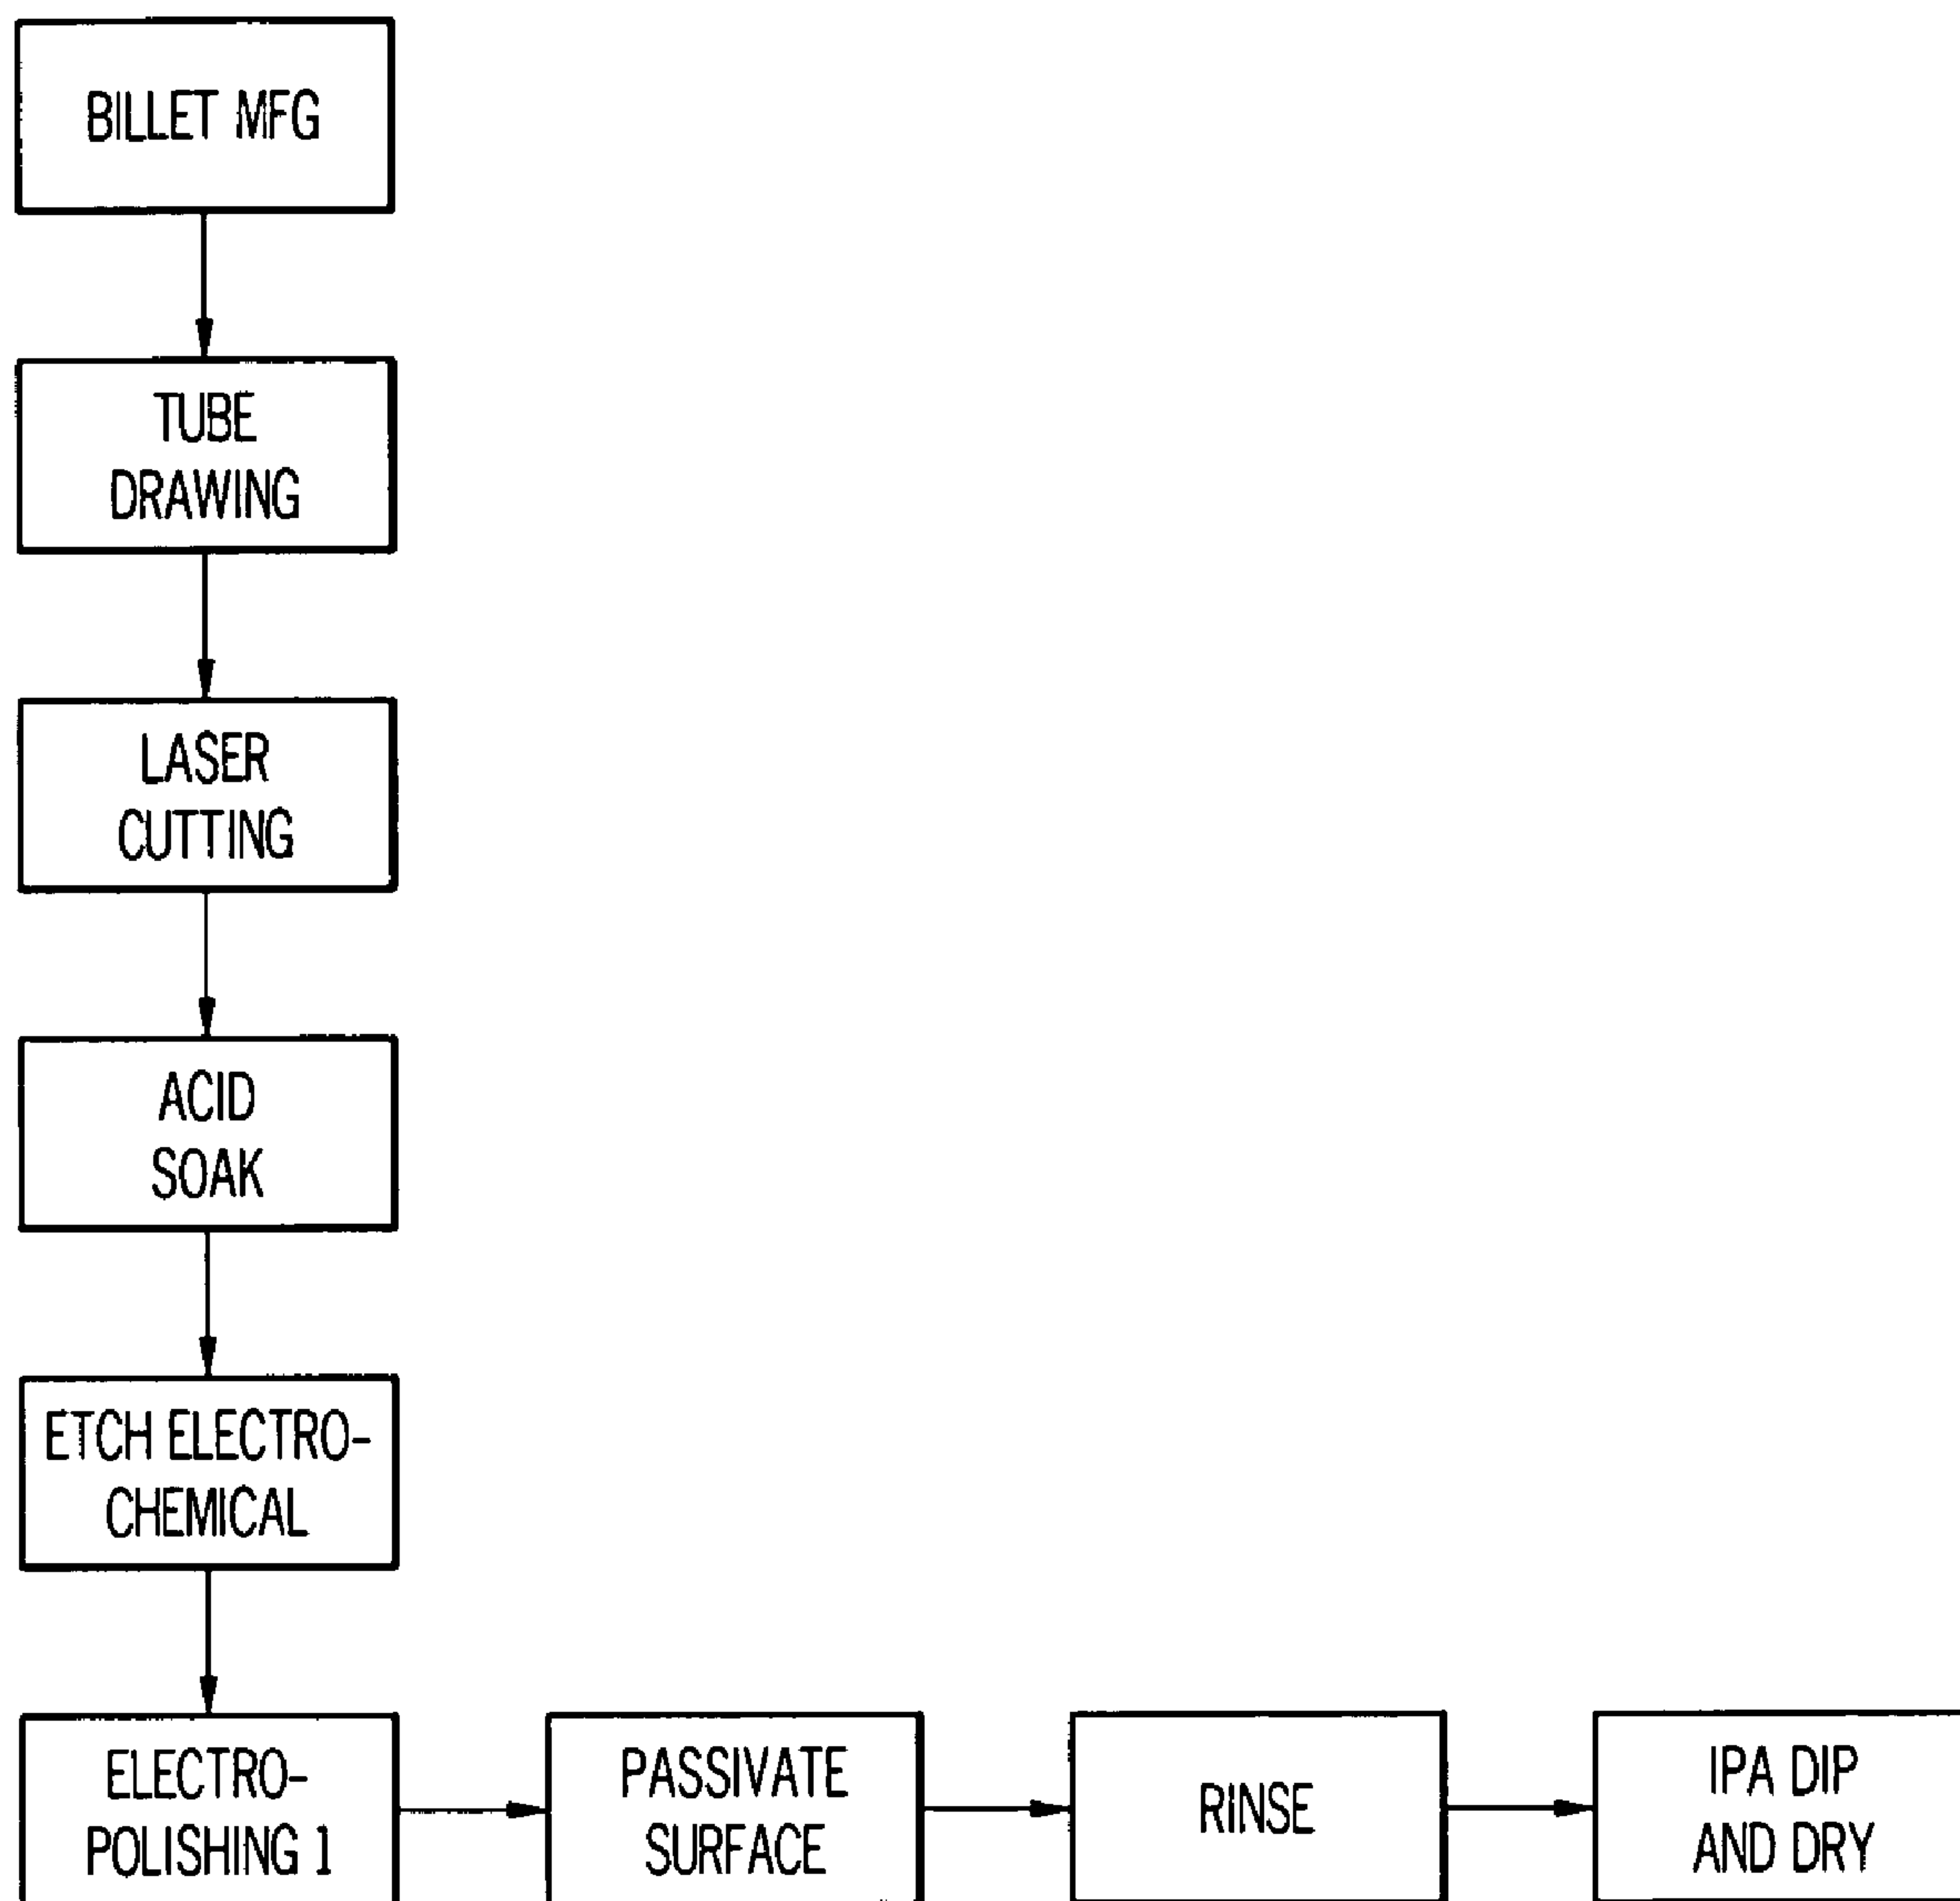 BILLET MFG
TUBE
DRAWING
LASER
CUTTING
ACID
SOAK
ETCH ELECTRO-
CHEMICAL
ELECTRO-
POLISHING 1
PASSIVATE
SURFACE
RINSE
IPA DIP
AND DRY